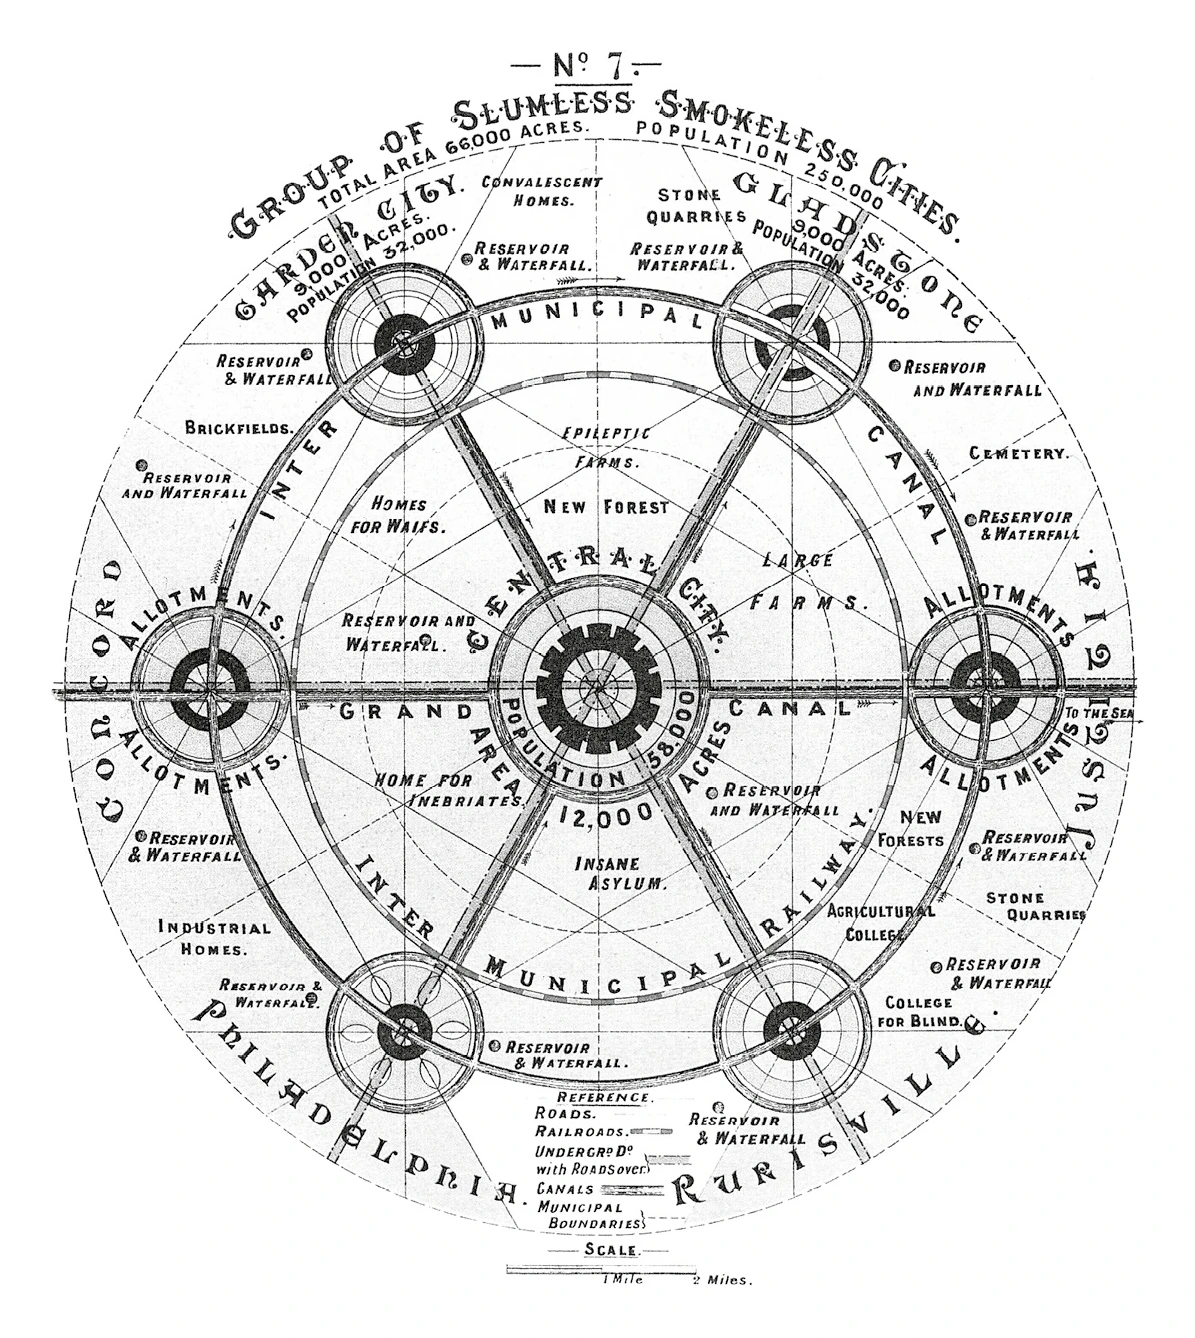 — Nº 7. —
GROUP OF SLUMLESS SMOKELESS CITIES.
TOTAL AREA 66,000 ACRES. POPULATION 250,000
GARDEN CITY.
9,000 ACRES.
POPULATION 32,000.
CONVALESCENT
HOMES.
STONE
QUARRIES
GLADSTONE
9,000 ACRES.
POPULATION 32,000
RESERVOIR
& WATERFALL.
RESERVOIR &
WATERFALL.
INTER MUNICIPAL CANAL
RESERVOIR
& WATERFALL
RESERVOIR
AND WATERFALL
BRICKFIELDS.
EPILEPTIC
FARMS.
CEMETERY.
RESERVOIR
AND WATERFALL
HOMES
FOR WAIFS.
NEW FOREST
RESERVOIR
& WATERFALL
LARGE
FARMS.
CENTRAL CITY.
CONCORD
ALLOTMENTS.
RESERVOIR AND
WATERFALL.
ALLOTMENTS
JUSTITIA
GRAND CANAL
TO THE SEA
POPULATION 58,000
AREA 12,000 ACRES
ALLOTMENTS.
ALLOTMENTS
HOME FOR
INEBRIATES.
RESERVOIR
AND WATERFALL
NEW
FORESTS
RESERVOIR
& WATERFALL
RESERVOIR
& WATERFALL
INSANE
ASYLUM.
STONE
QUARRIES
AGRICULTURAL
COLLEGE
INDUSTRIAL
HOMES.
INTER MUNICIPAL RAILWAY.
RESERVOIR
& WATERFALL
RESERVOIR &
WATERFALL.
COLLEGE
FOR BLIND.
RESERVOIR
& WATERFALL.
PHILADELPHIA.
RURISVILLE.
REFERENCE.
ROADS.
RAILROADS.
UNDERGRD Dº
with ROADS over
CANALS
MUNICIPAL
BOUNDARIES
RESERVOIR
& WATERFALL
— SCALE. —
1 Mile 2 Miles.